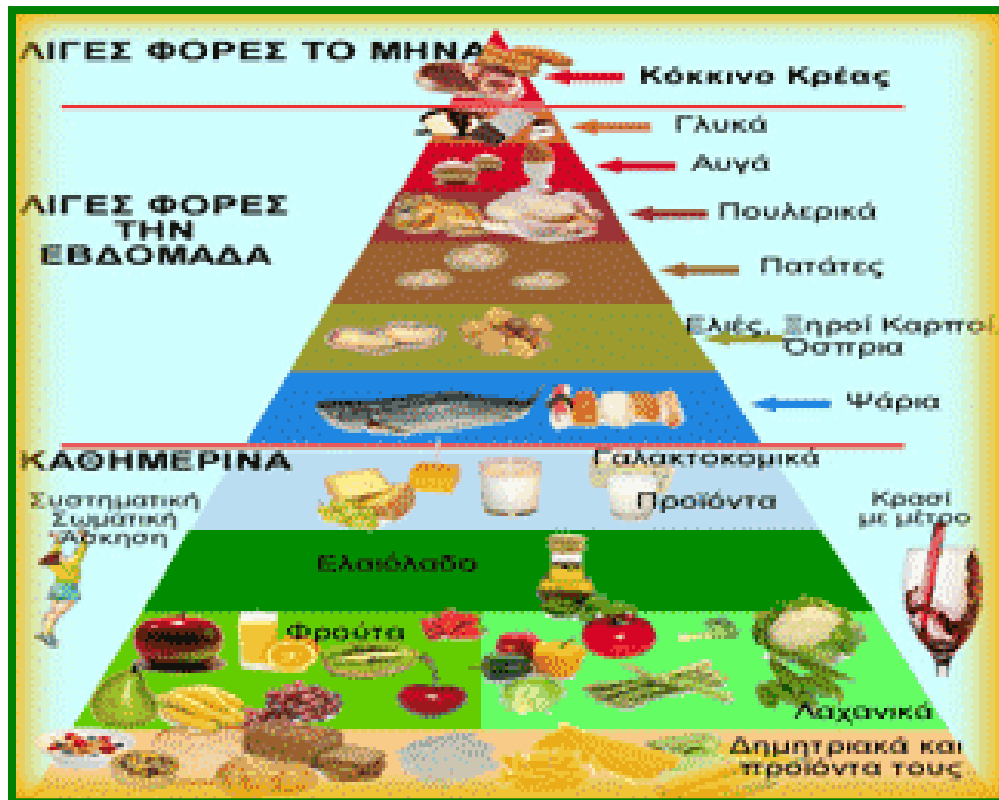 ΛΙΓΕΣ ΦΟΡΕΣ ΤΟ ΜΗΝΑ
Κόκκινο Κρέας
Γλυκά
Αυγά
ΛΙΓΕΣ ΦΟΡΕΣ
ΤΗΝ
ΕΒΔΟΜΑΔΑ
Πουλερικά
Πατάτες
Ελιές, Ξηροί Καρποί,
Όσπρια
Ψάρια
ΚΑΘΗΜΕΡΙΝΑ
Γαλακτοκομικά
Προϊόντα
Συστηματική
Σωματική
Άσκηση
Κρασί
με μέτρο
Ελαιόλαδο
Φρούτα
Λαχανικά
Δημητριακά και
προϊόντα τους